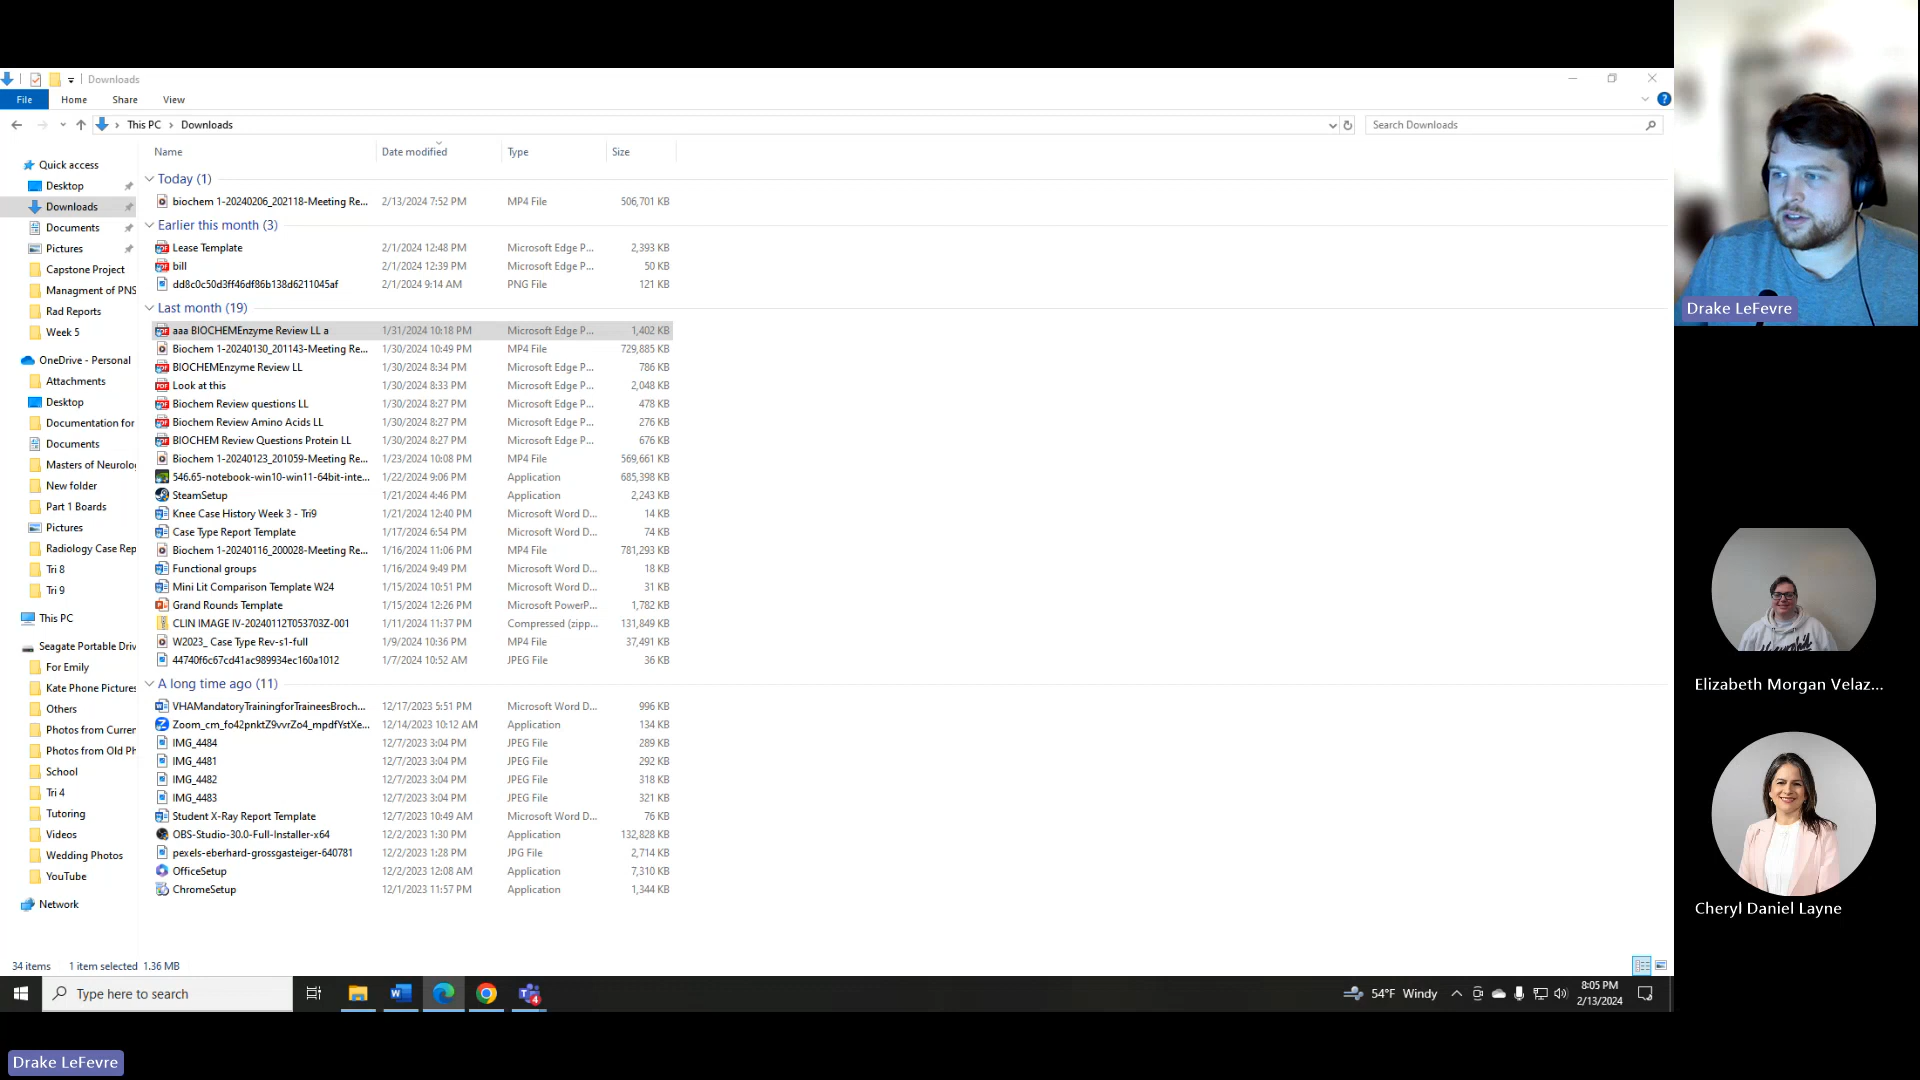 Downloads
File Home Share View
This PC > Downloads
Search Downloads
Name Date modified Type Size
Today (1)
biochem 1-20240206_202118-Meeting Re... 2/13/2024 7:52 PM MP4 File 506,701 KB
Earlier this month (3)
Lease Template 2/1/2024 12:48 PM Microsoft Edge P... 2,393 KB
bill 2/1/2024 12:39 PM Microsoft Edge P... 50 KB
dd8c0c50d3ff46df86b138d6211045af 2/1/2024 9:14 AM PNG File 121 KB
Last month (19)
aaa BIOCHEMEnzyme Review LL a 1/31/2024 10:18 PM Microsoft Edge P... 1,402 KB
Biochem 1-20240130_201143-Meeting Re... 1/30/2024 10:49 PM MP4 File 729,885 KB
BIOCHEMEnzyme Review LL 1/30/2024 8:34 PM Microsoft Edge P... 786 KB
Look at this 1/30/2024 8:33 PM Microsoft Edge P... 2,048 KB
Biochem Review questions LL 1/30/2024 8:27 PM Microsoft Edge P... 478 KB
Biochem Review Amino Acids LL 1/30/2024 8:27 PM Microsoft Edge P... 276 KB
BIOCHEM Review Questions Protein LL 1/30/2024 8:27 PM Microsoft Edge P... 676 KB
Biochem 1-20240123_201059-Meeting Re... 1/23/2024 10:08 PM MP4 File 569,661 KB
546.65-notebook-win10-win11-64bit-inte... 1/22/2024 9:06 PM Application 685,398 KB
SteamSetup 1/21/2024 4:46 PM Application 2,243 KB
Knee Case History Week 3 - Tri9 1/21/2024 12:40 PM Microsoft Word D... 14 KB
Case Type Report Template 1/17/2024 6:54 PM Microsoft Word D... 74 KB
Biochem 1-20240116_200028-Meeting Re... 1/16/2024 11:06 PM MP4 File 781,293 KB
Functional groups 1/16/2024 9:49 PM Microsoft Word D... 18 KB
Mini Lit Comparison Template W24 1/15/2024 10:51 PM Microsoft Word D... 31 KB
Grand Rounds Template 1/15/2024 12:26 PM Microsoft PowerP... 1,782 KB
CLIN IMAGE IV-20240112T053703Z-001 1/11/2024 11:37 PM Compressed (zipp... 131,849 KB
W2023_ Case Type Rev-s1-full 1/9/2024 10:36 PM MP4 File 37,491 KB
44740f6c67cd41ac989934ec160a1012 1/7/2024 10:52 AM JPEG File 36 KB
A long time ago (11)
VHAMandatoryTrainingforTraineesBroch... 12/17/2023 5:51 PM Microsoft Word D... 996 KB
Zoom_cm_fo42pnktZ9vvrZo4_mpdfYstXe... 12/14/2023 10:12 AM Application 134 KB
IMG_4484 12/7/2023 3:04 PM JPEG File 289 KB
IMG_4481 12/7/2023 3:04 PM JPEG File 292 KB
IMG_4482 12/7/2023 3:04 PM JPEG File 318 KB
IMG_4483 12/7/2023 3:04 PM JPEG File 321 KB
Student X-Ray Report Template 12/7/2023 10:49 AM Microsoft Word D... 76 KB
OBS-Studio-30.0-Full-Installer-x64 12/2/2023 1:30 PM Application 132,828 KB
pexels-eberhard-grossgasteiger-640781 12/2/2023 1:28 PM JPG File 2,714 KB
OfficeSetup 12/2/2023 12:08 AM Application 7,310 KB
ChromeSetup 12/1/2023 11:57 PM Application 1,344 KB
Quick access
Desktop
Downloads
Documents
Pictures
Capstone Project
Managment of PNS
Rad Reports
Week 5
OneDrive - Personal
Attachments
Desktop
Documentation for
Documents
Masters of Neurolog
New folder
Part 1 Boards
Pictures
Radiology Case Rep
Tri 8
Tri 9
This PC
Seagate Portable Driv
For Emily
Kate Phone Pictures
Others
Photos from Curren
Photos from Old Ph
School
Tri 4
Tutoring
Videos
Wedding Photos
YouTube
Network
34 items 1 item selected 1.36 MB
Type here to search
54°F Windy
8:05 PM
2/13/2024
Drake LeFevre
Elizabeth Morgan Velaz...
Cheryl Daniel Layne
Drake LeFevre